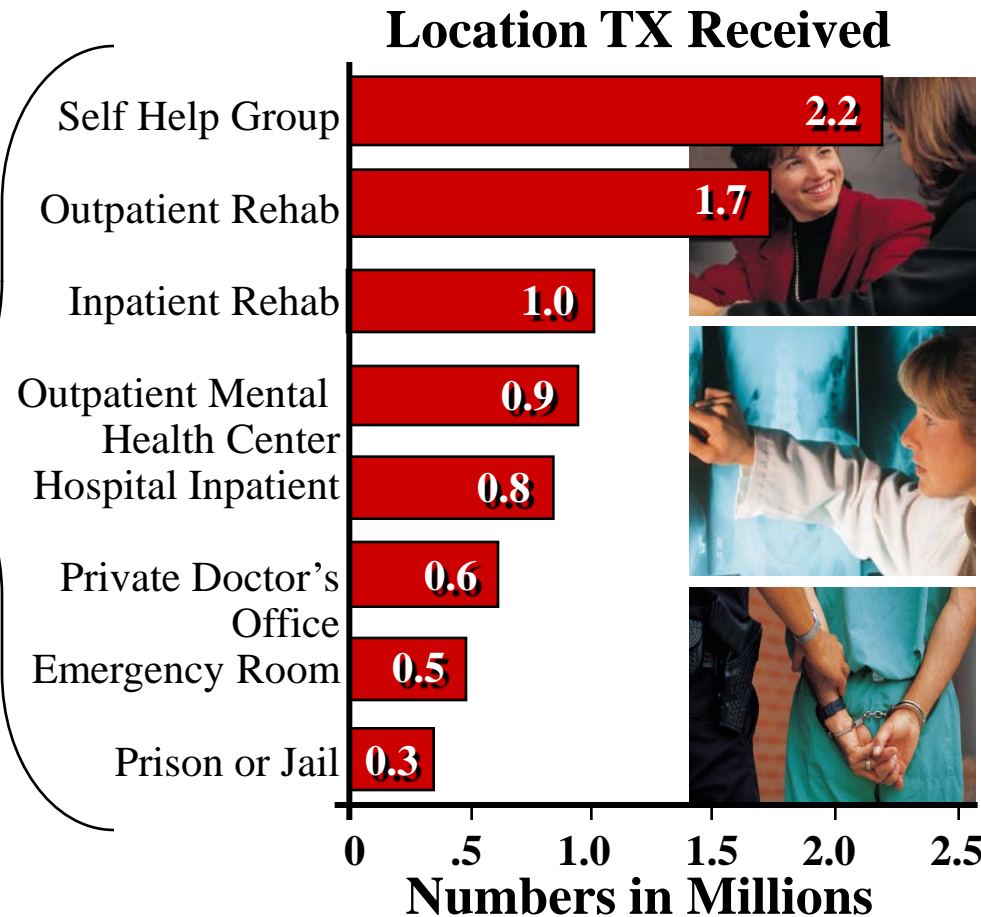 Location TX Received
Self Help Group
2.2
Outpatient Rehab
1.7
Inpatient Rehab
1.0
Outpatient Mental
Health Center
0.9
Hospital Inpatient
0.8
Private Doctor’s
Office
0.6
Emergency Room
0.5
Prison or Jail
0.3
0 .5 1.0 1.5 2.0 2.5
Numbers in Millions